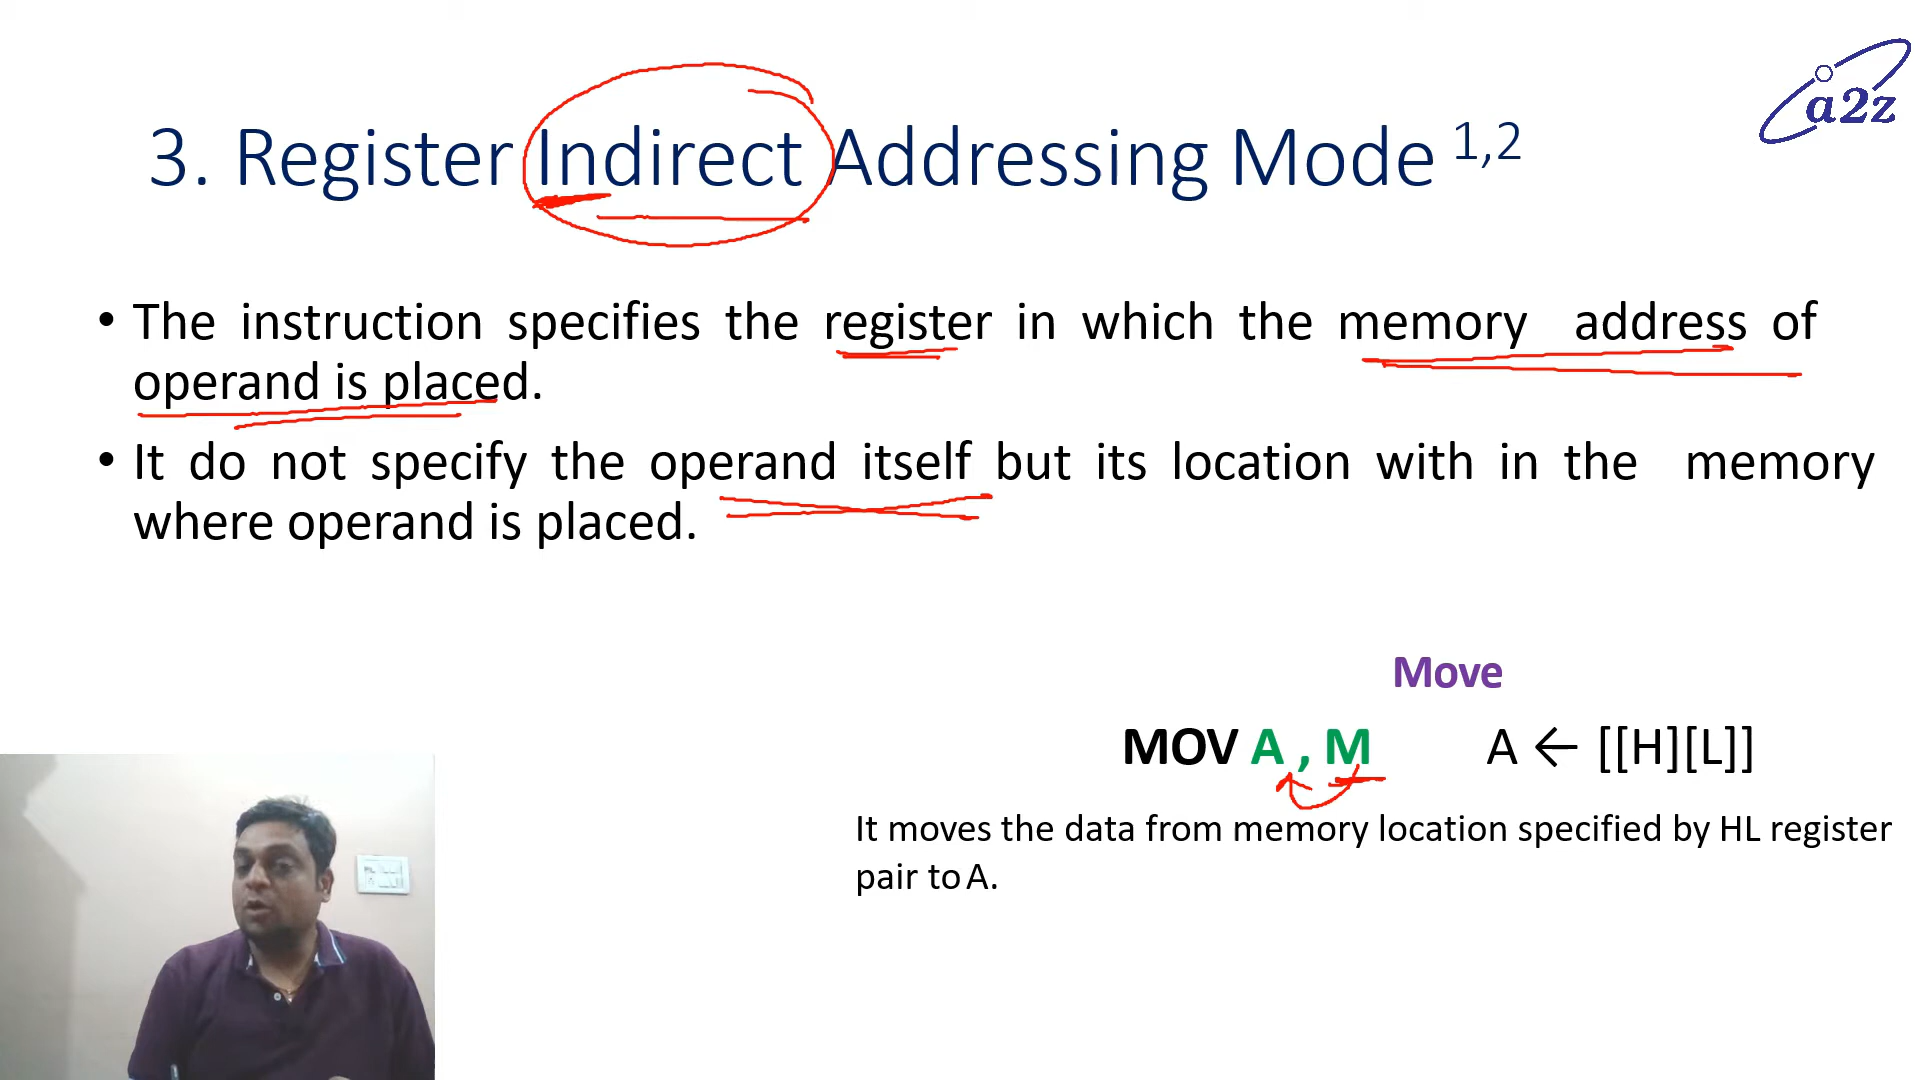 a2z
3. Register Indirect Addressing Mode 1,2
• The instruction specifies the register in which the memory address of
operand is placed.
• It do not specify the operand itself but its location with in the memory
where operand is placed.
Move
MOV A , M A ← [[H][L]]
It moves the data from memory location specified by HL register
pair to A.